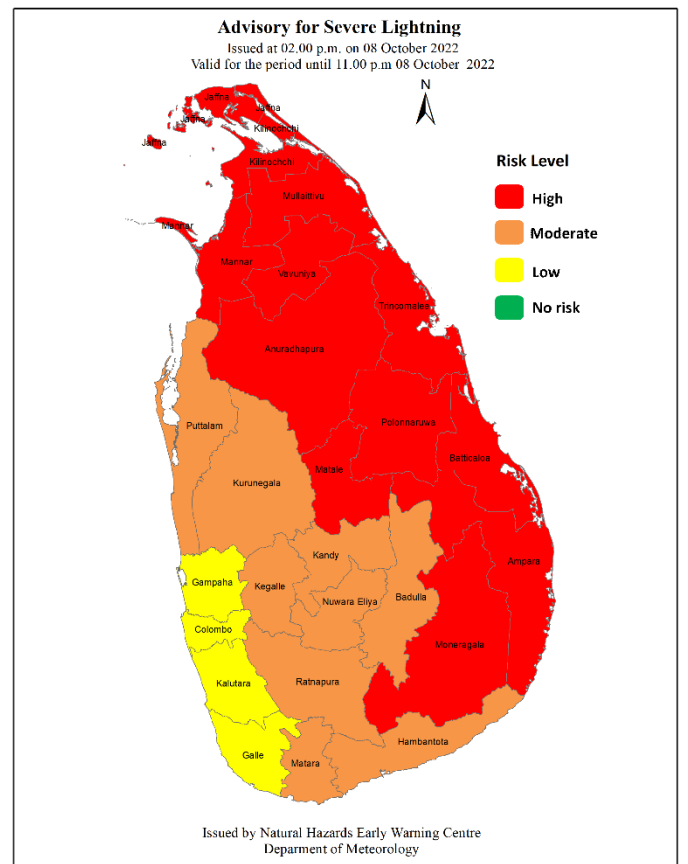 Advisory for Severe Lightning
Issued at 02.00 p.m. on 08 October 2022
Valid for the period until 11.00 p.m 08 October 2022
N
Jaffna
Jaffna
Jaffna
Kilinochchi
Jaffna
Kilinochchi
Risk Level
High
Moderate
Low
No risk
Mullaittivu
Mannar
Mannar
Vavuniya
Trincomalee
Anuradhapura
Puttalam
Polonnaruwa
Batticaloa
Matale
Kurunegala
Kandy
Ampara
Gampaha
Kegalle
Nuwara Eliya
Badulla
Colombo
Moneragala
Kalutara
Ratnapura
Hambantota
Galle
Matara
Issued by Natural Hazards Early Warning Centre
Deparment of Meteorology